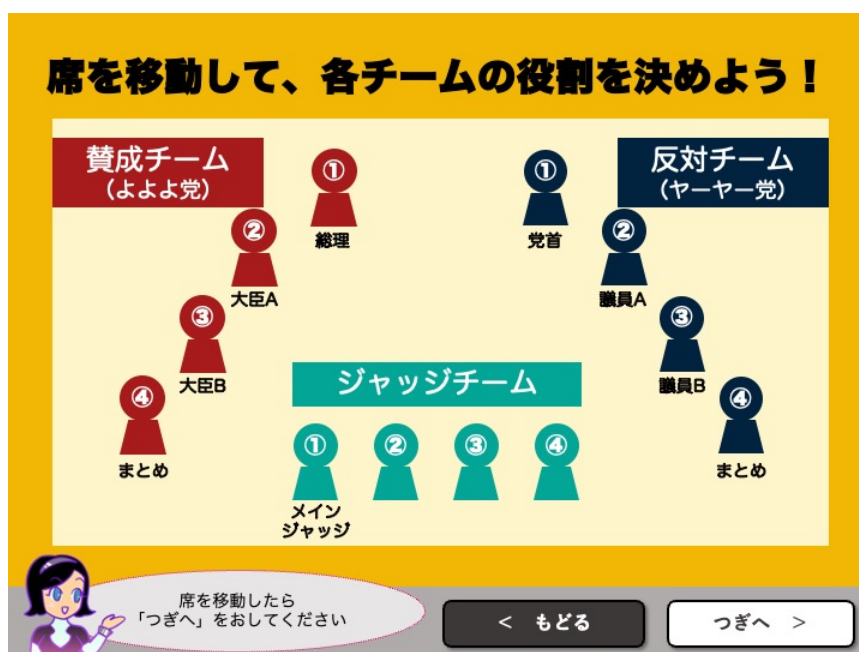 席を移動して、各チームの役割を決めよう！
賛成チーム
（よよよ党）
①
総理
②
大臣A
③
大臣B
④
まとめ
反対チーム
（ヤーヤー党）
①
党首
②
議員A
③
議員B
④
まとめ
ジャッジチーム
①
②
③
④
メイン
ジャッジ
席を移動したら
「つぎへ」をおしてください
< もどる
つぎへ >